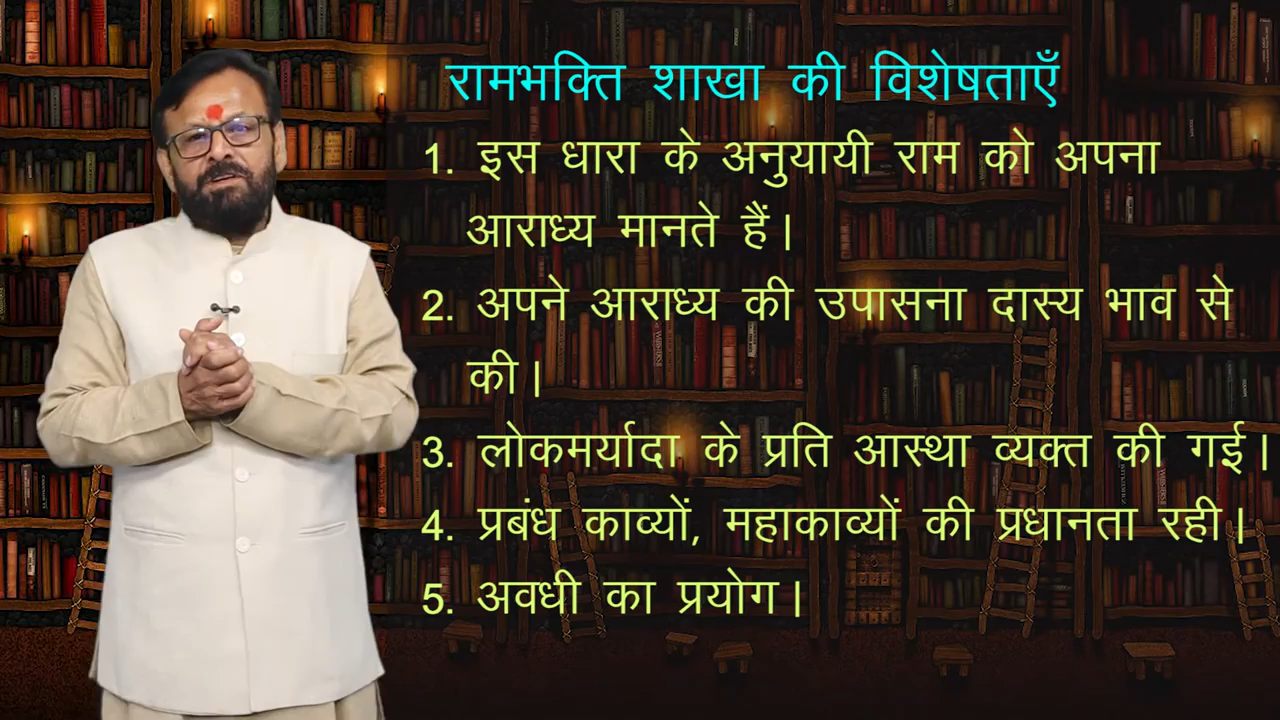 रामभक्ति शाखा की विशेषताएँ
1. इस धारा के अनुयायी राम को अपना
आराध्य मानते हैं।
2. अपने आराध्य की उपासना दास्य भाव से
की।
3. लोकमर्यादा के प्रति आस्था व्यक्त की गई।
4. प्रबंध काव्यों, महाकाव्यों की प्रधानता रही।
5. अवधी का प्रयोग।